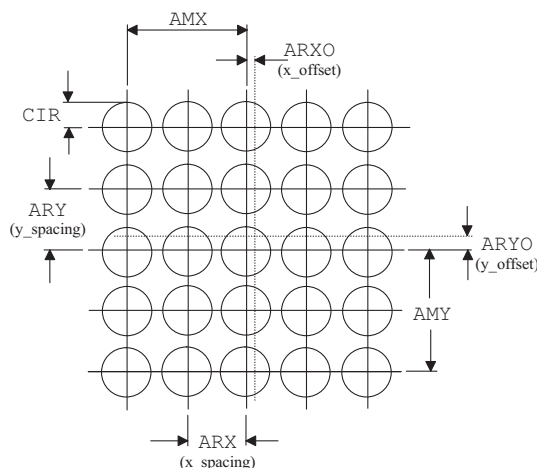 AMX
ARXO
(x_offset)
CIR
ARY
(y_spacing)
ARYO
(y_offset)
AMY
ARX
(x_spacing)